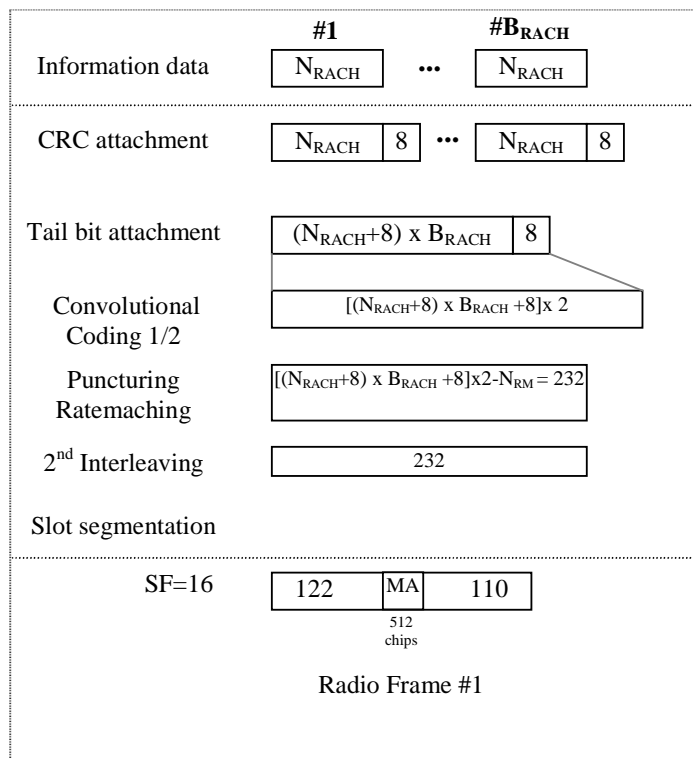 #1 #B_RACH
Information data N_RACH ... N_RACH
CRC attachment N_RACH 8 ... N_RACH 8
Tail bit attachment (N_RACH+8) x B_RACH 8
Convolutional
Coding 1/2
[(N_RACH+8) x B_RACH +8]x 2
Puncturing
Ratemaching
[(N_RACH+8) x B_RACH +8]x2-N_RM = 232
2nd Interleaving 232
Slot segmentation
SF=16 122 MA 110
512
chips
Radio Frame #1